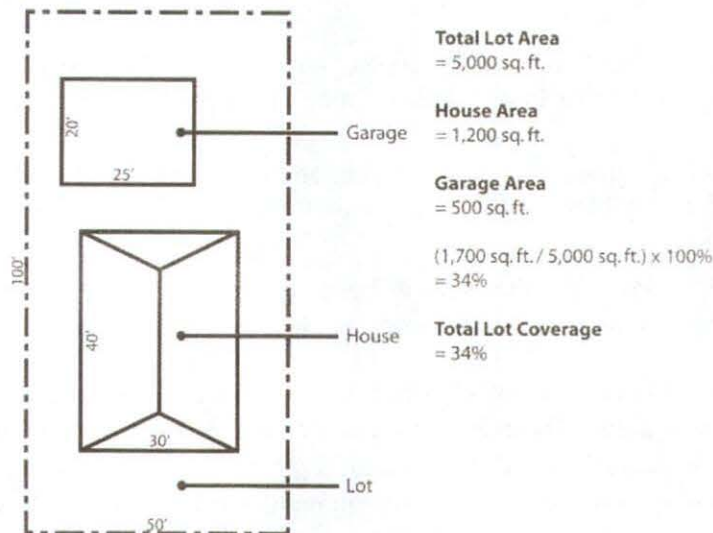 20'
Garage
25'
100'
40'
House
30'
Lot
50'
Total Lot Area
= 5,000 sq. ft.
House Area
= 1,200 sq. ft.
Garage Area
= 500 sq. ft.
(1,700 sq. ft. / 5,000 sq. ft.) x 100%
= 34%
Total Lot Coverage
= 34%